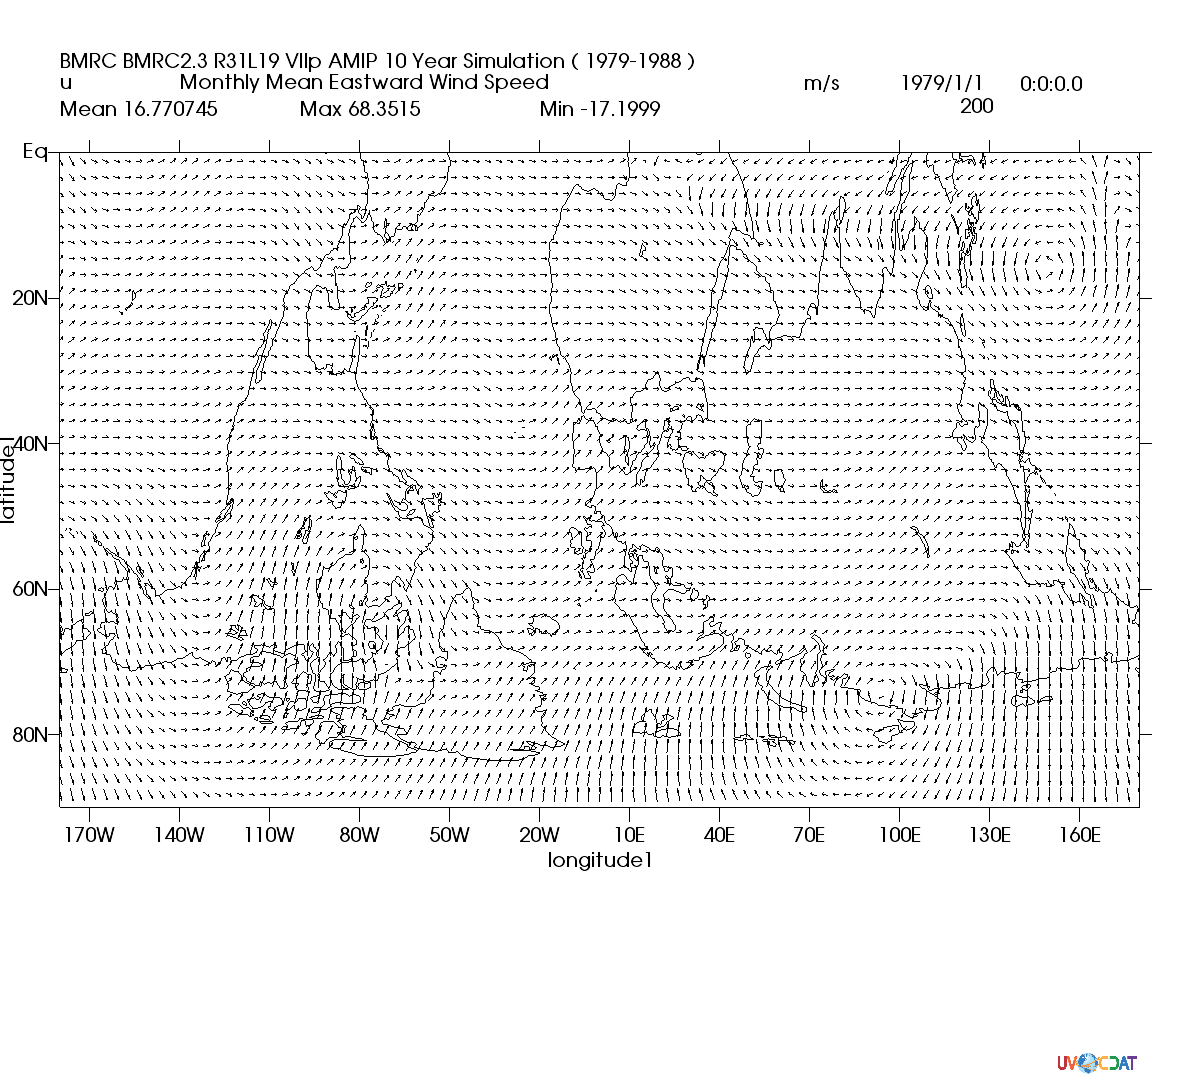 BMRC BMRC2.3 R31L19 VIIp AMIP 10 Year Simulation ( 1979-1988 )
u Monthly Mean Eastward Wind Speed m/s 1979/1/1 0:0:0.0
Mean 16.770745 Max 68.3515 Min -17.1999 200
Eq
20N
40N
60N
80N
latitude1
170W 140W 110W 80W 50W 20W 10E 40E 70E 100E 130E 160E
longitude1
UV CDAT